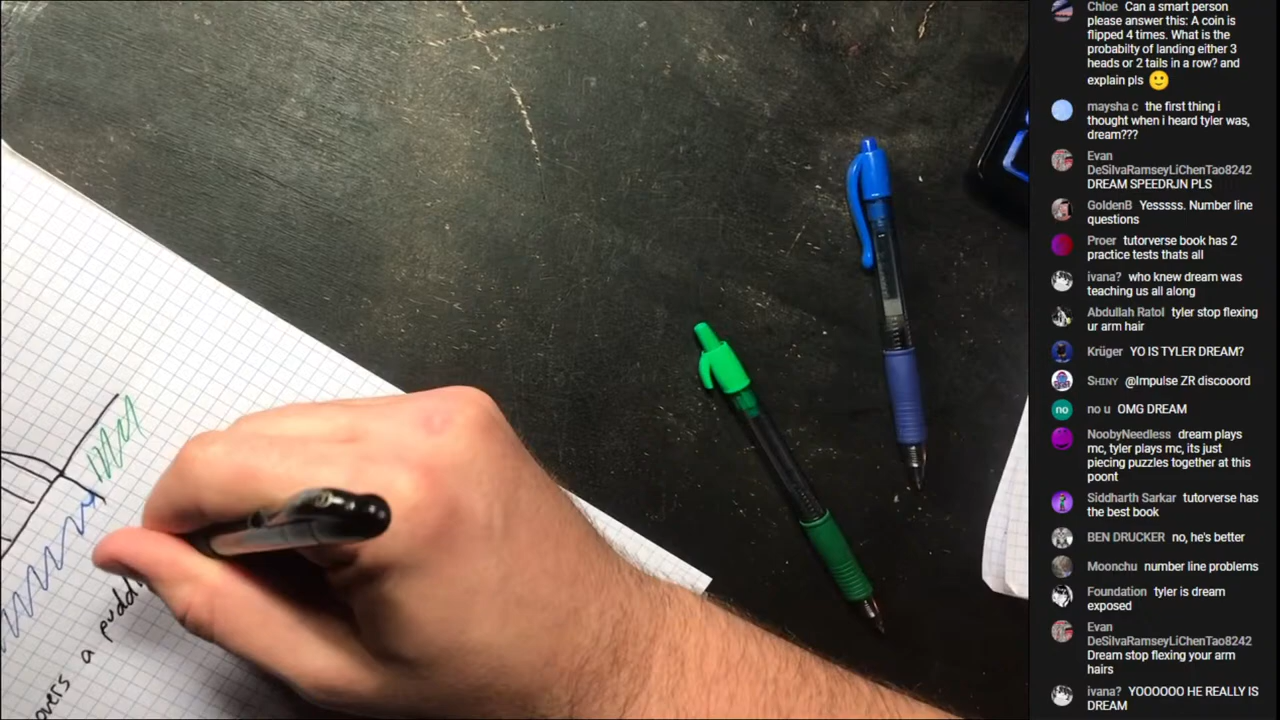 Chloe Can a smart person
please answer this: A coin is
flipped 4 times. What is the
probabilty of landing either 3
heads or 2 tails in a row? and
explain pls
maysha c the first thing i
thought when i heard tyler was,
dream???
Evan
DeSilvaRamseyLiChenTao8242
DREAM SPEEDRJN PLS
GoldenB Yesssss. Number line
questions
Proer tutorverse book has 2
practice tests thats all
ivana? who knew dream was
teaching us all along
Abdullah Ratol tyler stop flexing
ur arm hair
Krüger YO IS TYLER DREAM?
SHINY @Impulse ZR discooord
no
no u OMG DREAM
NoobyNeedless dream plays
mc, tyler plays mc, its just
piecing puzzles together at this
poont
Siddharth Sarkar tutorverse has
the best book
BEN DRUCKER no, he's better
Moonchu number line problems
Foundation tyler is dream
exposed
Evan
DeSilvaRamseyLiChenTao8242
Dream stop flexing your arm
hairs
ivana? YOOOOOO HE REALLY IS
DREAM
overs a puddl